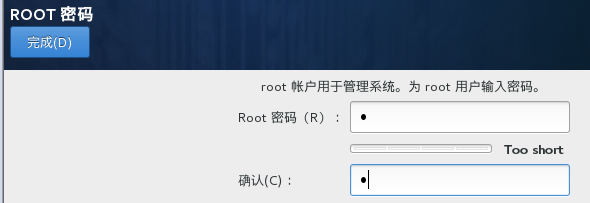 ROOT 密码
完成(D)
root 帐户用于管理系统。为 root 用户输入密码。
Root 密码（R）： •
Too short
确认(C)： •